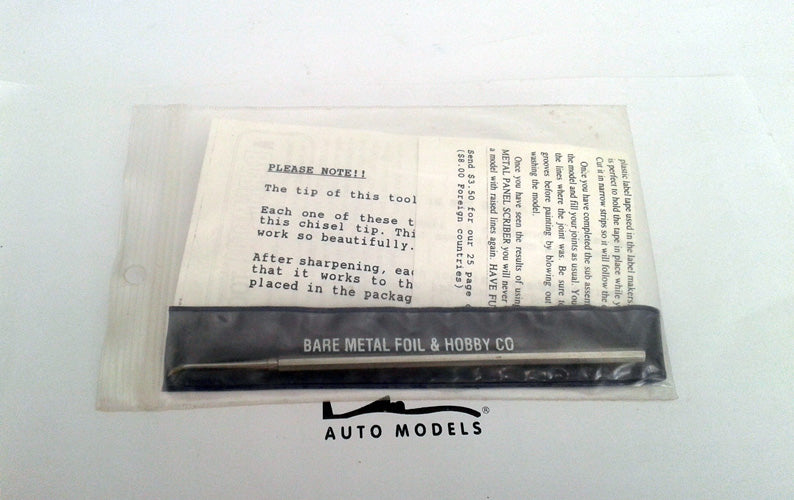 PLEASE NOTE!!
The tip of this tool
Each one of these t
this chisel tip. Thi
work so beautifully.
After sharpening, eac
that it works to th
placed in the packag
Send $3.50 for our 25 page
($8.00 Foreign countries)
plastic label tape used in the label makers,
is perfect to hold the tape in place while y
Cut it in narrow strips so it will follow the
Once you have completed the sub assem
the model and fill your joints as usual. You
the lines where the joint was. Be sure t
grooves before painting by blowing out
washing the model.
Once you have seen the results of using
METAL PANEL SCRIBER you will never
a model with raised lines again. HAVE FU
BARE METAL FOIL & HOBBY CO
®
AUTO MODELS